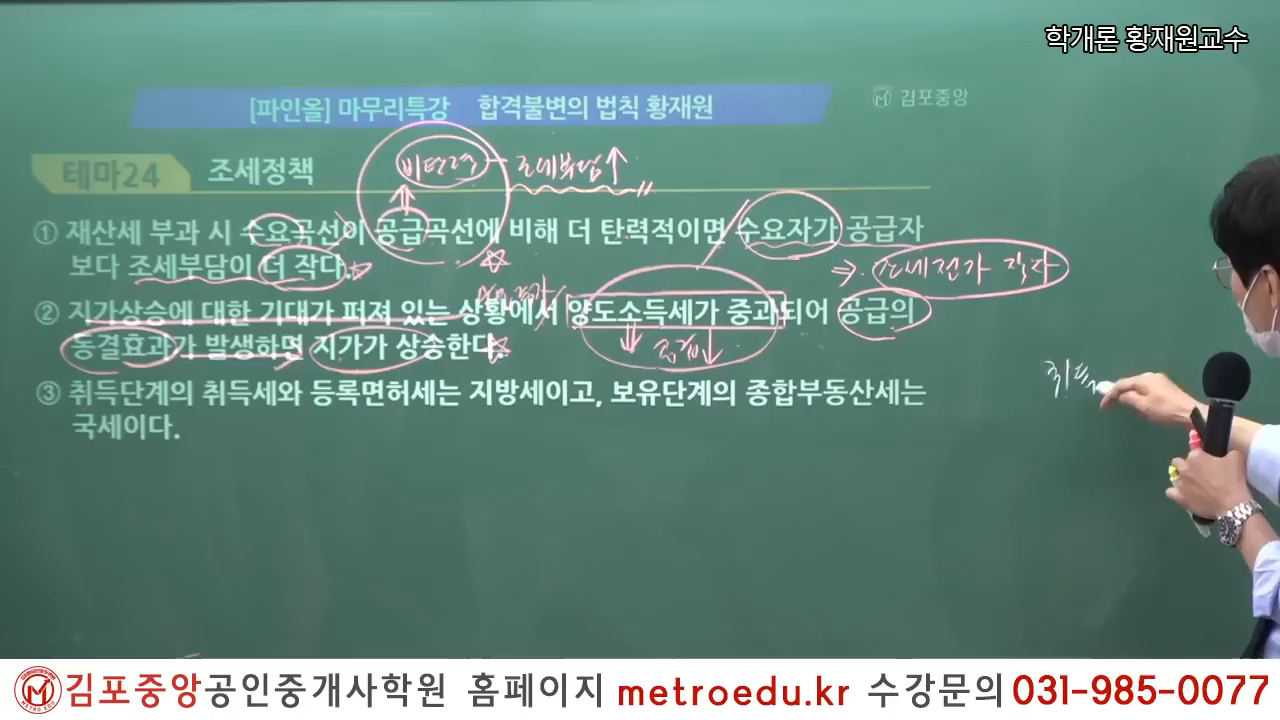 학개론 황재원교수
[파인올] 마무리특강 합격불변의 법칙 황재원
김포중앙
테마24 조세정책
비탄력 조세부담↑
① 재산세 부과 시 수요곡선이 공급곡선에 비해 더 탄력적이면 수요자가 공급자
보다 조세부담이 더 작다.
⇒ 조세전가 작다
② 지가상승에 대한 기대가 퍼져 있는 상황에서 양도소득세가 중과되어 공급의
동결효과가 발생하면 지가가 상승한다.
공급↓
③ 취득단계의 취득세와 등록면허세는 지방세이고, 보유단계의 종합부동산세는
국세이다.
취득
METRO EDU
김포중앙공인중개사학원 홈페이지 metroedu.kr 수강문의 031-985-0077